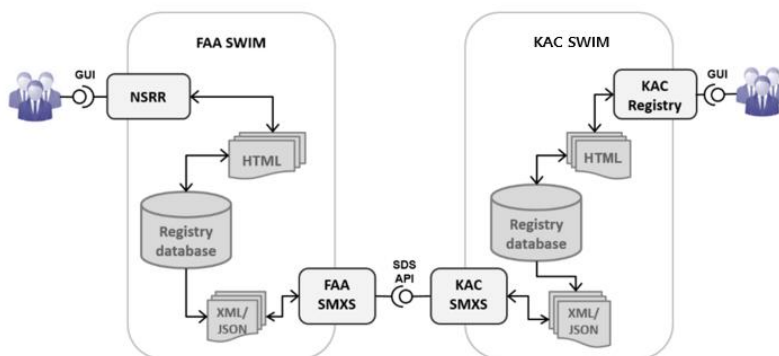 FAA SWIM
KAC SWIM
GUI
NSRR
KAC
Registry
GUI
HTML
HTML
Registry
database
Registry
database
SDS
API
XML/
JSON
FAA
SMXS
KAC
SMXS
XML/
JSON